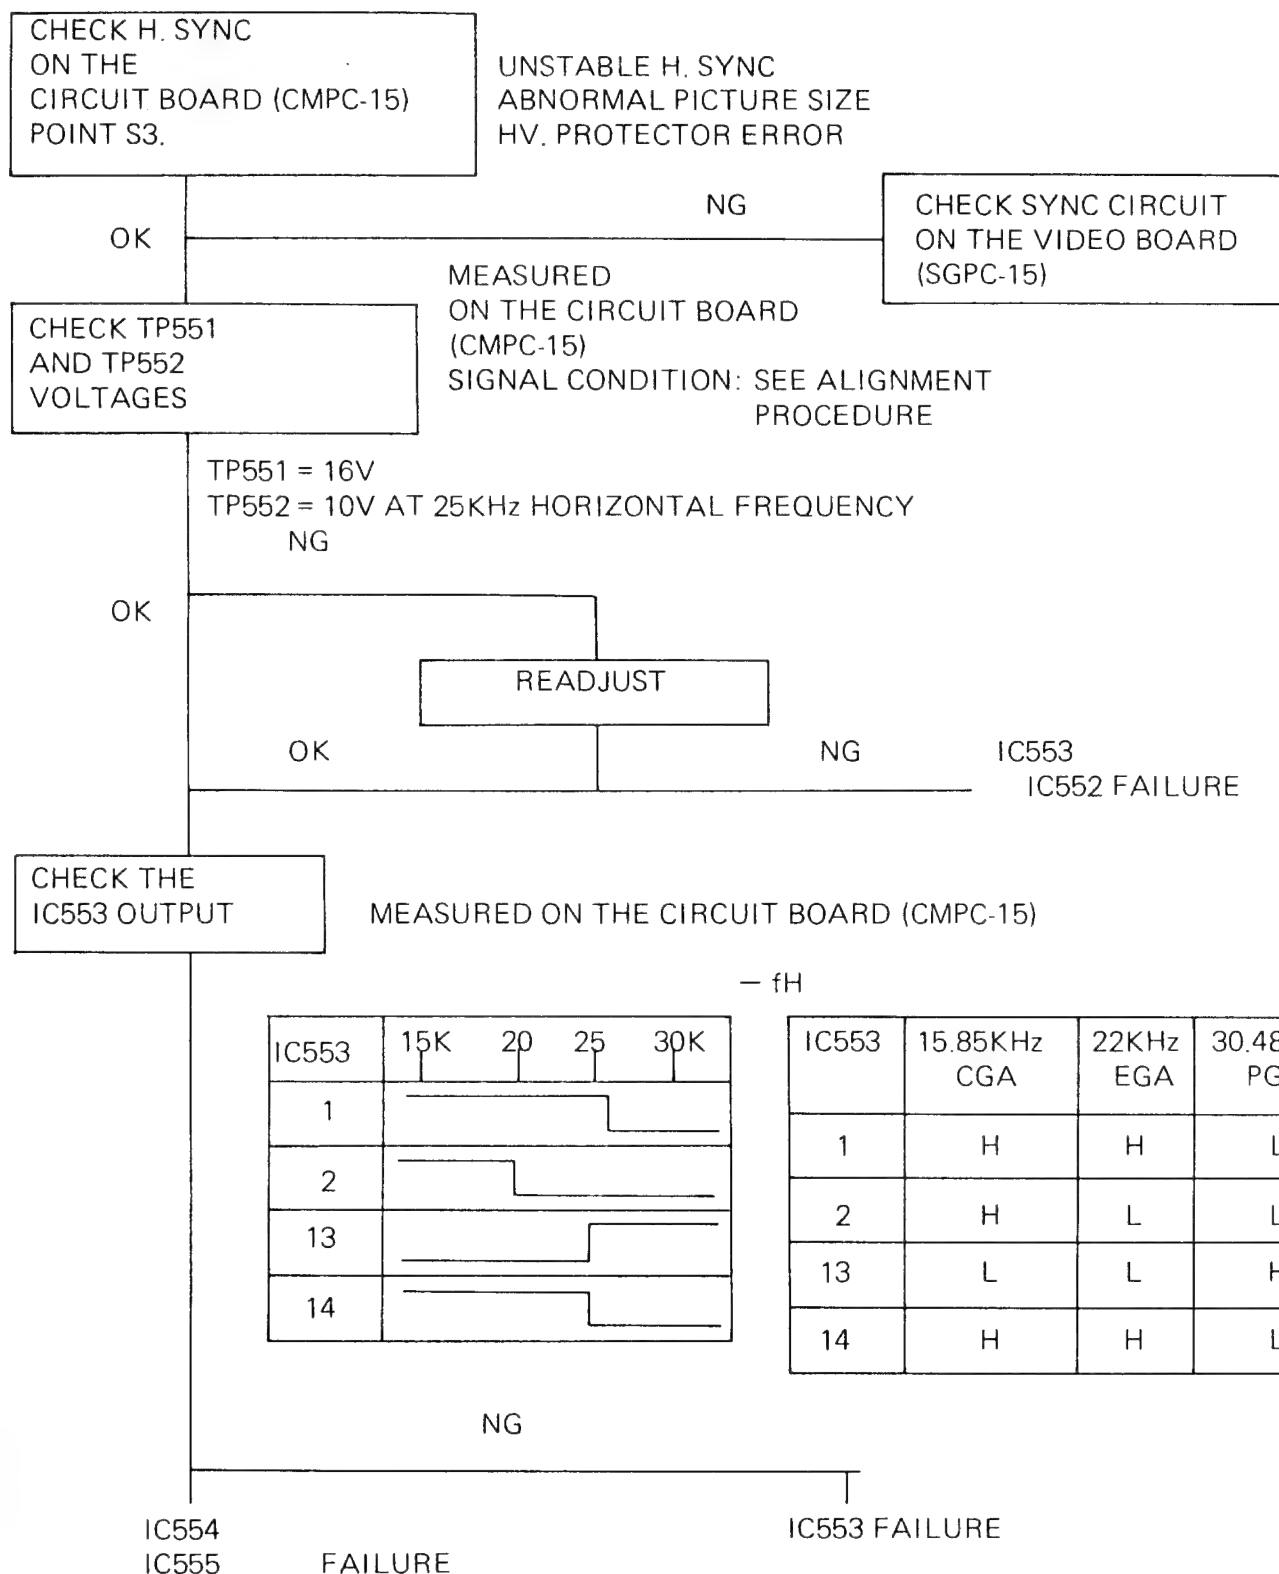 CHECK H. SYNC
ON THE
CIRCUIT BOARD (CMPC-15)
POINT S3.
UNSTABLE H. SYNC
ABNORMAL PICTURE SIZE
HV. PROTECTOR ERROR
NG
CHECK SYNC CIRCUIT
ON THE VIDEO BOARD
(SGPC-15)
OK
MEASURED
ON THE CIRCUIT BOARD
(CMPC-15)
SIGNAL CONDITION: SEE ALIGNMENT
PROCEDURE
CHECK TP551
AND TP552
VOLTAGES
TP551 = 16V
TP552 = 10V AT 25KHz HORIZONTAL FREQUENCY
NG
OK
READJUST
OK NG IC553
IC552 FAILURE
CHECK THE
IC553 OUTPUT
MEASURED ON THE CIRCUIT BOARD (CMPC-15)
— fH
IC553 15K 20 25 30K
1
2
13
14
IC553 15.85KHz 22KHz 30.48
CGA EGA PG
1 H H L
2 H L L
13 L L H
14 H H L
NG
IC554
IC555 FAILURE
IC553 FAILURE